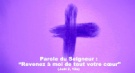 Parole du Seigneur :
“Revenez à moi de tout votre cœur”